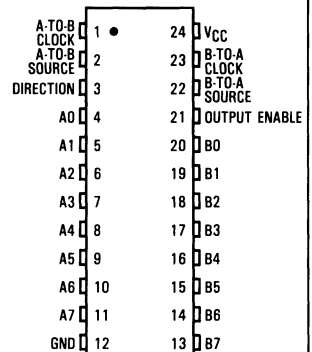 A-TO-B CLOCK 1 24 VCC
A-TO-B SOURCE 2 23 B-TO-A CLOCK
DIRECTION 3 22 B-TO-A SOURCE
A0 4 21 OUTPUT ENABLE
A1 5 20 B0
A2 6 19 B1
A3 7 18 B2
A4 8 17 B3
A5 9 16 B4
A6 10 15 B5
A7 11 14 B6
GND 12 13 B7